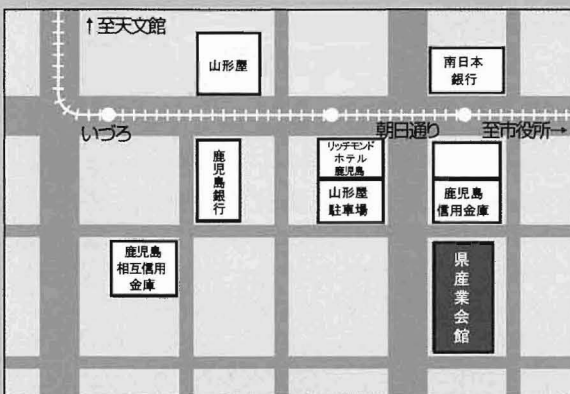 ↑至天文館
山形屋
南日本
銀行
いづろ
朝日通り
至市役所→
鹿児島銀行
リッチモンド
ホテル
鹿児島
山形屋
駐車場
鹿児島
信用金庫
鹿児島
相互信用
金庫
県産業会館